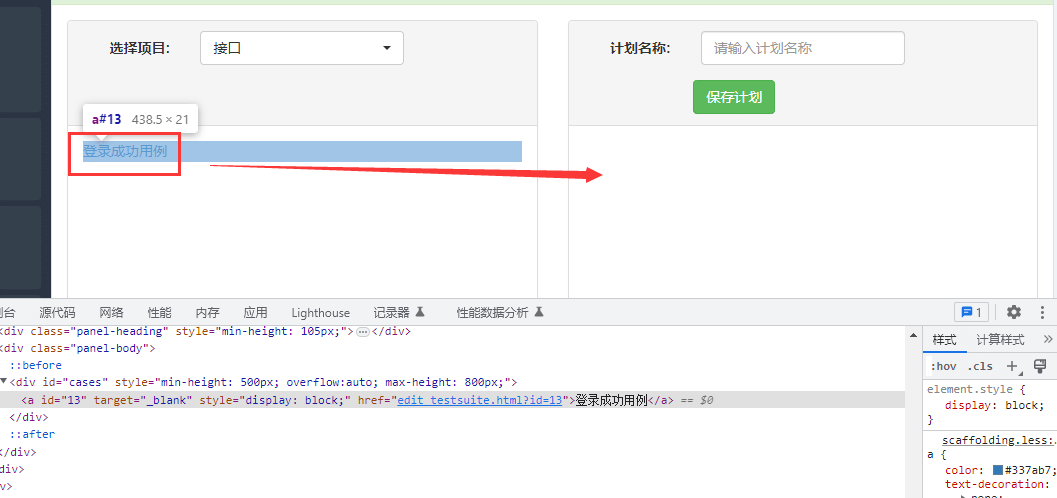 选择项目:
接口
计划名称:
请输入计划名称
保存计划
a#13 438.5 × 21
登录成功用例
制台 源代码 网络 性能 内存 应用 Lighthouse 记录器 性能数据分析 1
<div class="panel-heading" style="min-height: 105px;">…</div>
<div class="panel-body">
::before
<div id="cases" style="min-height: 500px; overflow:auto; max-height: 800px;">
<a id="13" target="_blank" style="display: block;" href="edit_testsuite.html?id=13">登录成功用例</a> == $0
</div>
::after
</div>
div>
v>
样式 计算样式 »
:hov .cls +
element.style {
display: block;
}
scaffolding.less:
a {
color: #337ab7;
text-decoration: